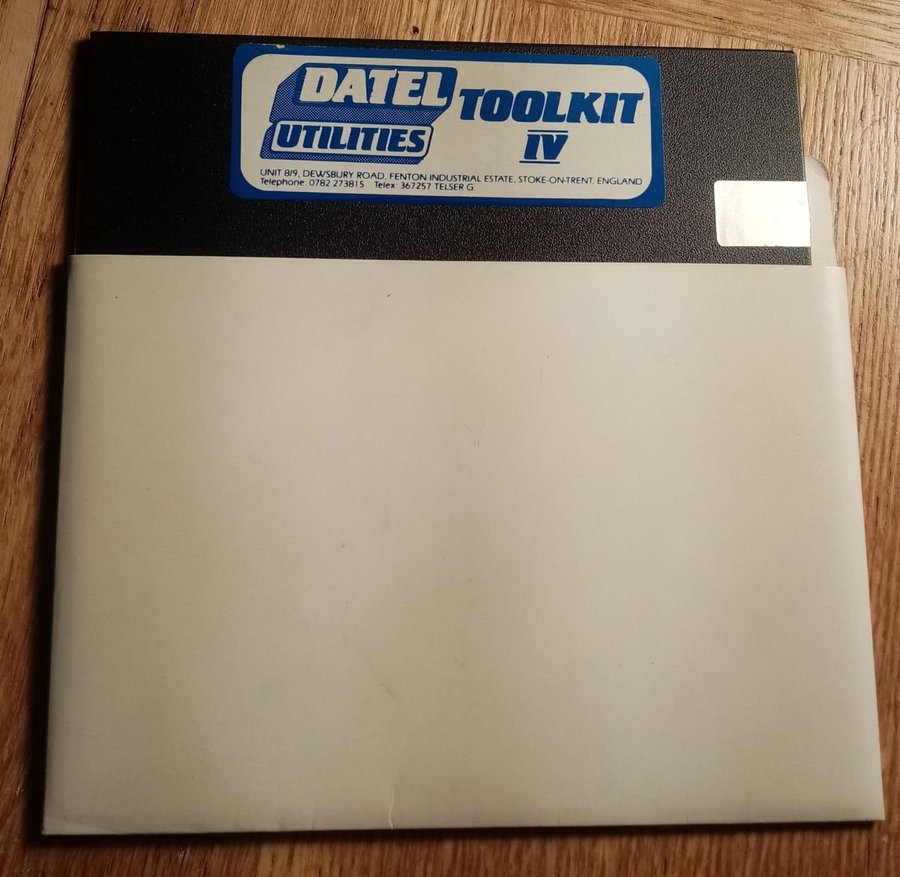 DATEL
UTILITIES
TOOLKIT
IV
UNIT 8/9, DEWSBURY ROAD, FENTON INDUSTRIAL ESTATE, STOKE-ON-TRENT, ENGLAND
Telephone: 0782 273815 Telex: 367257 TELSER G.